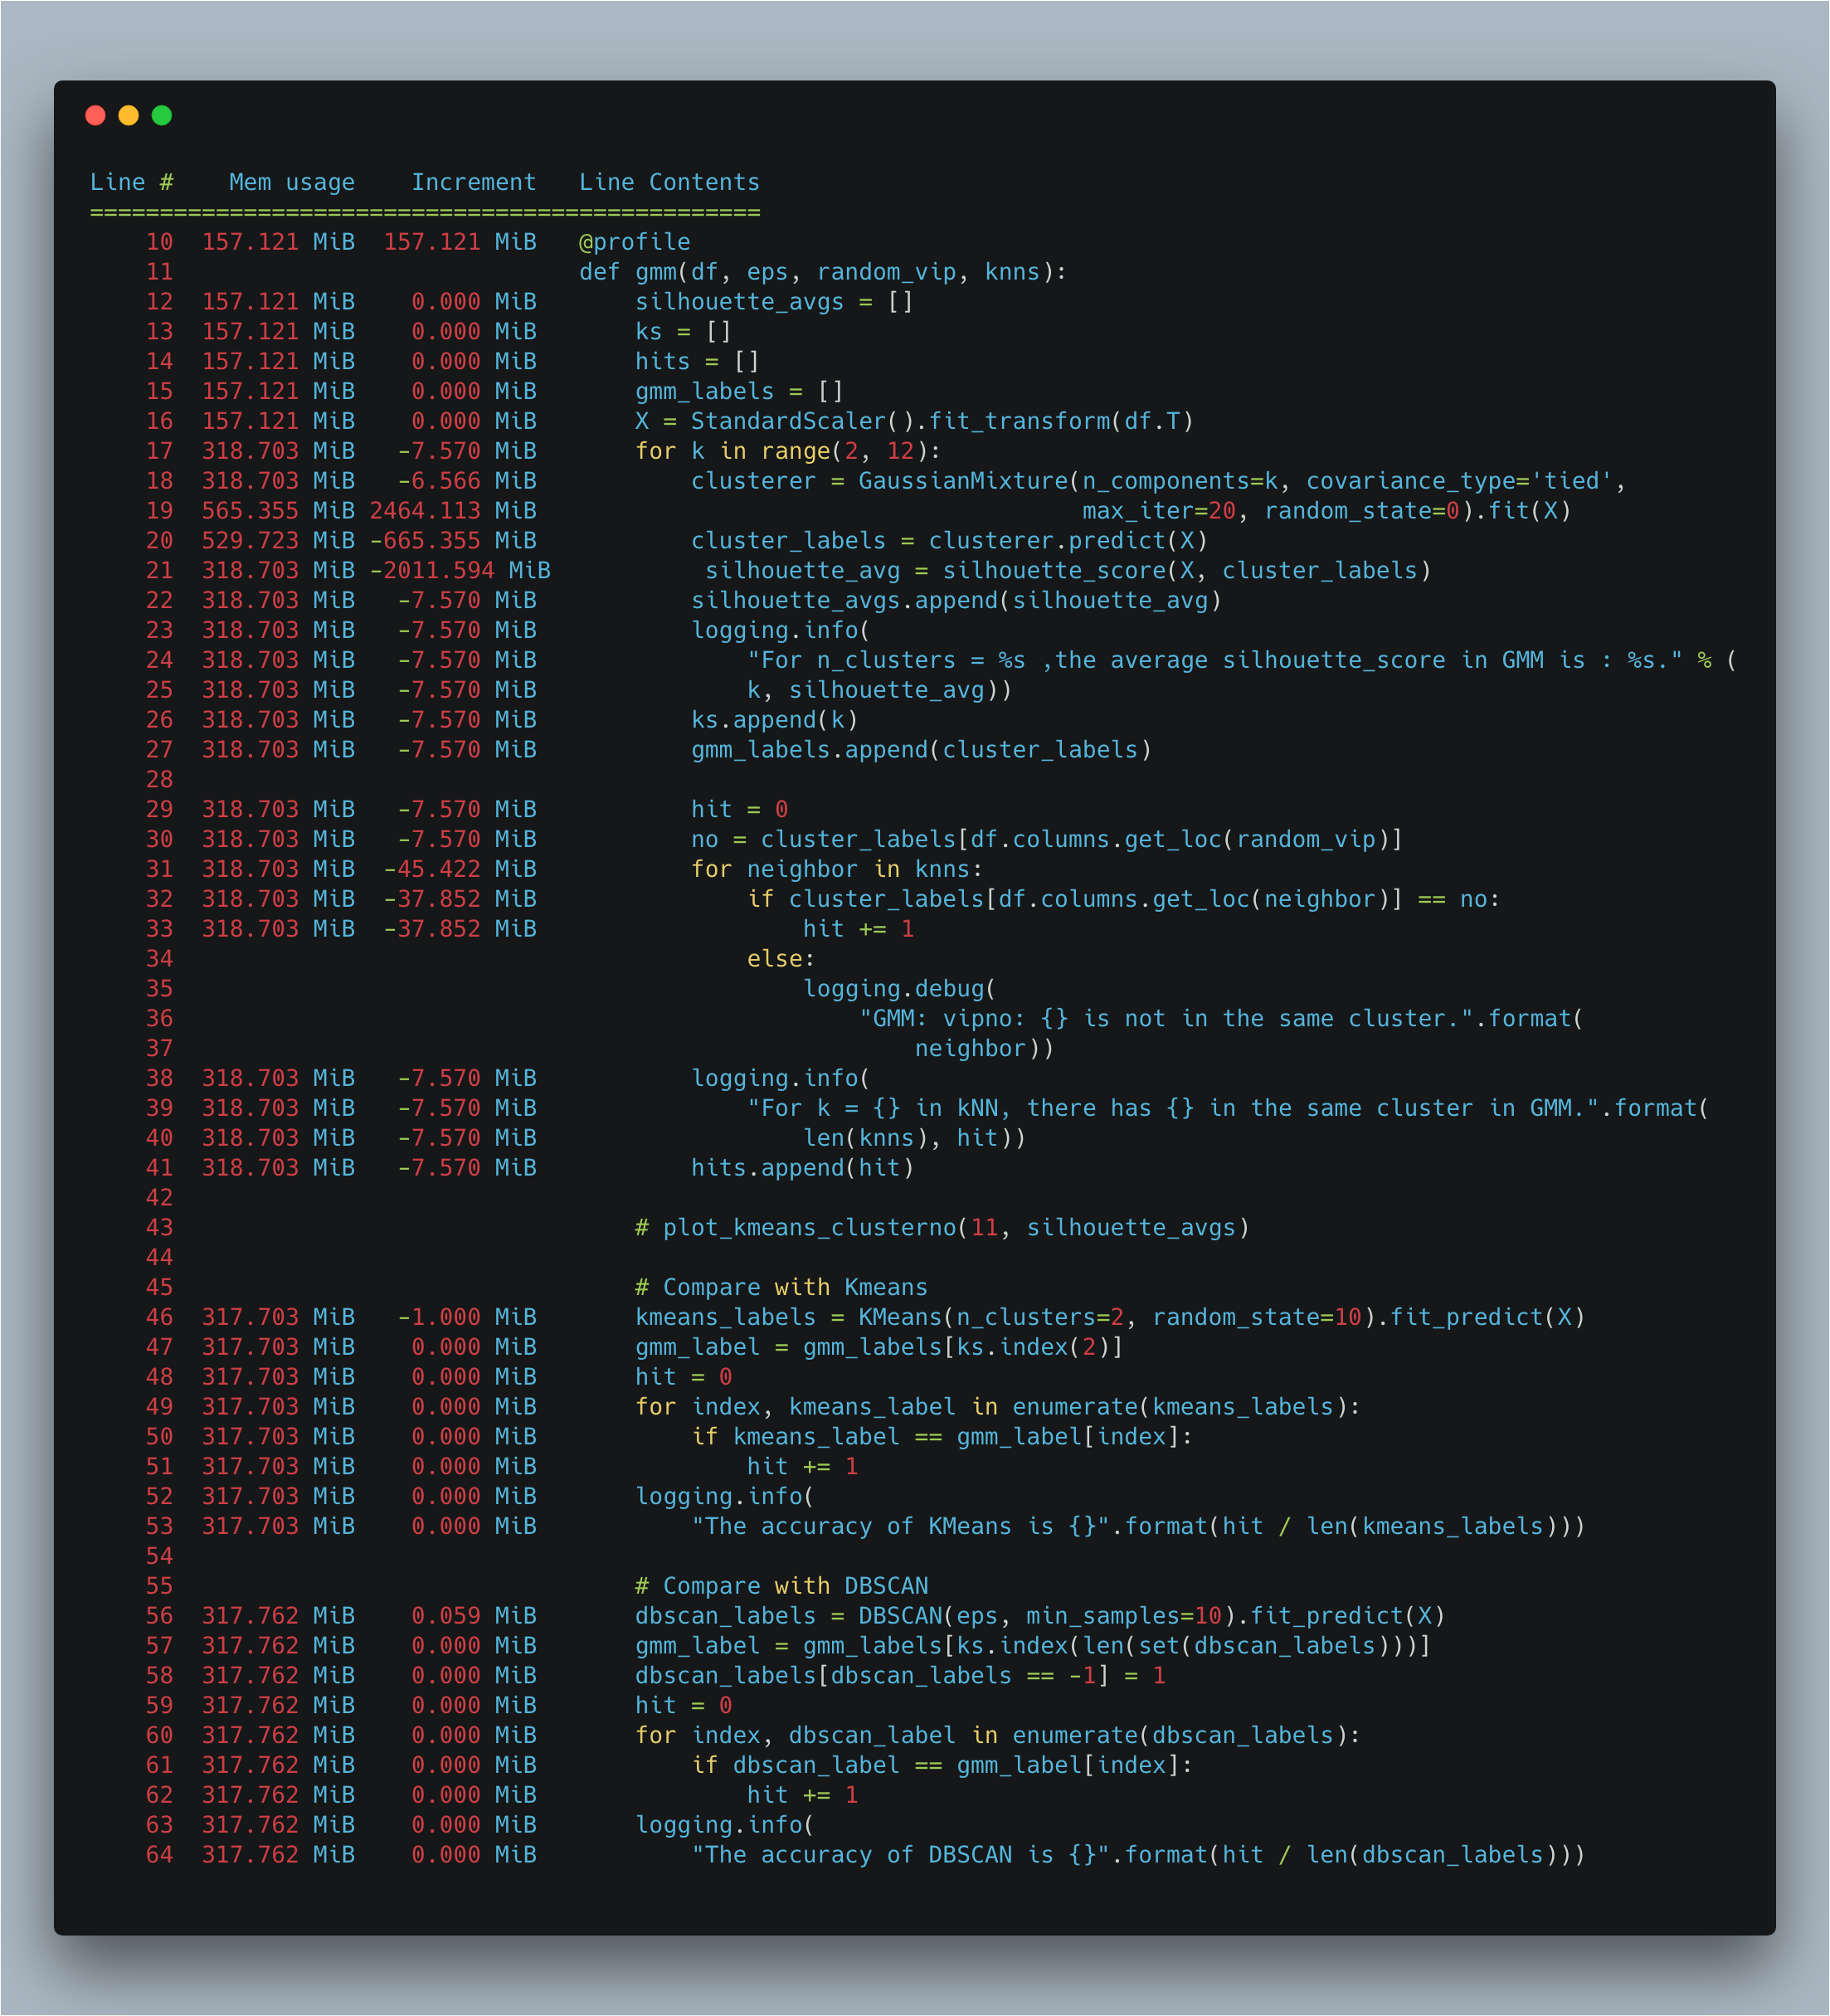 Line #    Mem usage    Increment   Line Contents
================================================
    10  157.121 MiB  157.121 MiB   @profile
    11                             def gmm(df, eps, random_vip, knns):
    12  157.121 MiB    0.000 MiB       silhouette_avgs = []
    13  157.121 MiB    0.000 MiB       ks = []
    14  157.121 MiB    0.000 MiB       hits = []
    15  157.121 MiB    0.000 MiB       gmm_labels = []
    16  157.121 MiB    0.000 MiB       X = StandardScaler().fit_transform(df.T)
    17  318.703 MiB   -7.570 MiB       for k in range(2, 12):
    18  318.703 MiB   -6.566 MiB           clusterer = GaussianMixture(n_components=k, covariance_type='tied',
    19  565.355 MiB 2464.113 MiB                                       max_iter=20, random_state=0).fit(X)
    20  529.723 MiB -665.355 MiB           cluster_labels = clusterer.predict(X)
    21  318.703 MiB -2011.594 MiB           silhouette_avg = silhouette_score(X, cluster_labels)
    22  318.703 MiB   -7.570 MiB           silhouette_avgs.append(silhouette_avg)
    23  318.703 MiB   -7.570 MiB           logging.info(
    24  318.703 MiB   -7.570 MiB               "For n_clusters = %s ,the average silhouette_score in GMM is : %s." % (
    25  318.703 MiB   -7.570 MiB               k, silhouette_avg))
    26  318.703 MiB   -7.570 MiB           ks.append(k)
    27  318.703 MiB   -7.570 MiB           gmm_labels.append(cluster_labels)
    28
    29  318.703 MiB   -7.570 MiB           hit = 0
    30  318.703 MiB   -7.570 MiB           no = cluster_labels[df.columns.get_loc(random_vip)]
    31  318.703 MiB  -45.422 MiB           for neighbor in knns:
    32  318.703 MiB  -37.852 MiB               if cluster_labels[df.columns.get_loc(neighbor)] == no:
    33  318.703 MiB  -37.852 MiB                   hit += 1
    34                                         else:
    35                                             logging.debug(
    36                                                 "GMM: vipno: {} is not in the same cluster.".format(
    37                                                     neighbor))
    38  318.703 MiB   -7.570 MiB           logging.info(
    39  318.703 MiB   -7.570 MiB               "For k = {} in kNN, there has {} in the same cluster in GMM.".format(
    40  318.703 MiB   -7.570 MiB                   len(knns), hit))
    41  318.703 MiB   -7.570 MiB           hits.append(hit)
    42
    43                                 # plot_kmeans_clusterno(11, silhouette_avgs)
    44
    45                                 # Compare with Kmeans
    46  317.703 MiB   -1.000 MiB       kmeans_labels = KMeans(n_clusters=2, random_state=10).fit_predict(X)
    47  317.703 MiB    0.000 MiB       gmm_label = gmm_labels[ks.index(2)]
    48  317.703 MiB    0.000 MiB       hit = 0
    49  317.703 MiB    0.000 MiB       for index, kmeans_label in enumerate(kmeans_labels):
    50  317.703 MiB    0.000 MiB           if kmeans_label == gmm_label[index]:
    51  317.703 MiB    0.000 MiB               hit += 1
    52  317.703 MiB    0.000 MiB       logging.info(
    53  317.703 MiB    0.000 MiB           "The accuracy of KMeans is {}".format(hit / len(kmeans_labels)))
    54
    55                                 # Compare with DBSCAN
    56  317.762 MiB    0.059 MiB       dbscan_labels = DBSCAN(eps, min_samples=10).fit_predict(X)
    57  317.762 MiB    0.000 MiB       gmm_label = gmm_labels[ks.index(len(set(dbscan_labels)))]
    58  317.762 MiB    0.000 MiB       dbscan_labels[dbscan_labels == -1] = 1
    59  317.762 MiB    0.000 MiB       hit = 0
    60  317.762 MiB    0.000 MiB       for index, dbscan_label in enumerate(dbscan_labels):
    61  317.762 MiB    0.000 MiB           if dbscan_label == gmm_label[index]:
    62  317.762 MiB    0.000 MiB               hit += 1
    63  317.762 MiB    0.000 MiB       logging.info(
    64  317.762 MiB    0.000 MiB           "The accuracy of DBSCAN is {}".format(hit / len(dbscan_labels)))